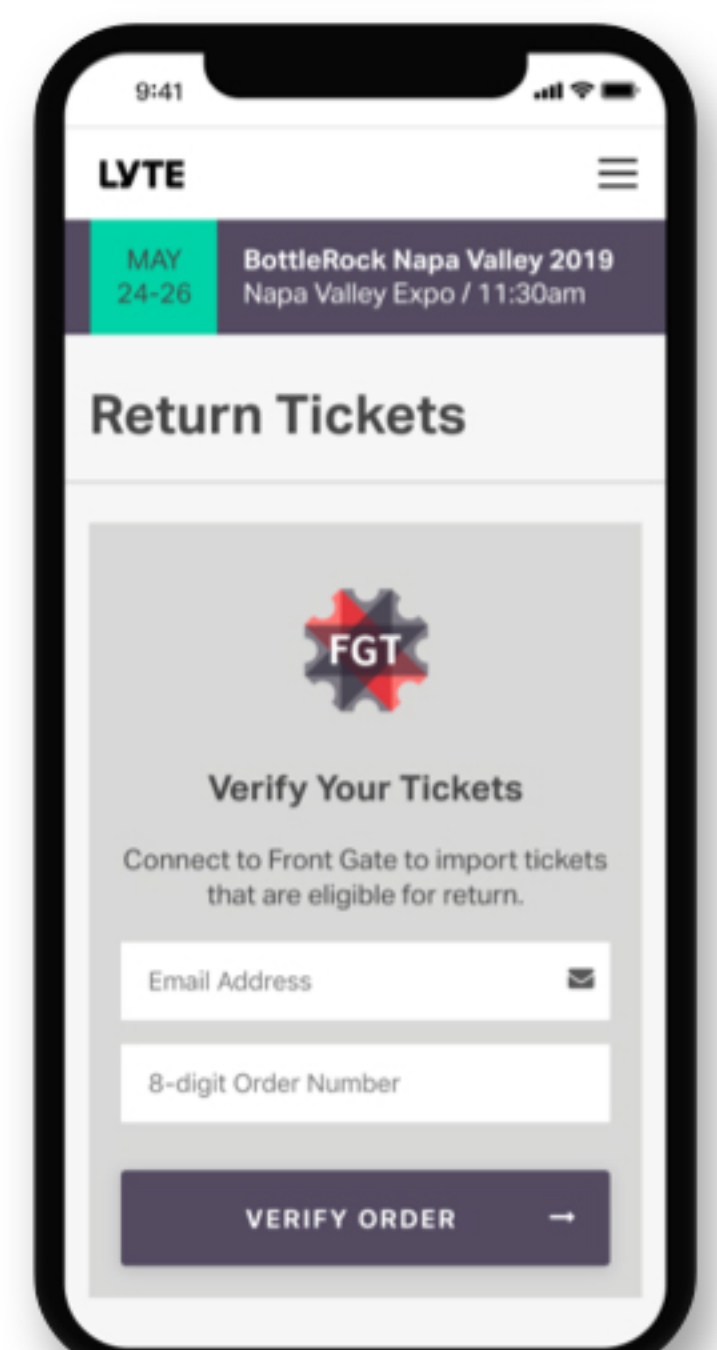 9:41
LYTE
MAY
24-26
BottleRock Napa Valley 2019
Napa Valley Expo / 11:30am
Return Tickets
FGT
Verify Your Tickets
Connect to Front Gate to import tickets
that are eligible for return.
Email Address
8-digit Order Number
VERIFY ORDER